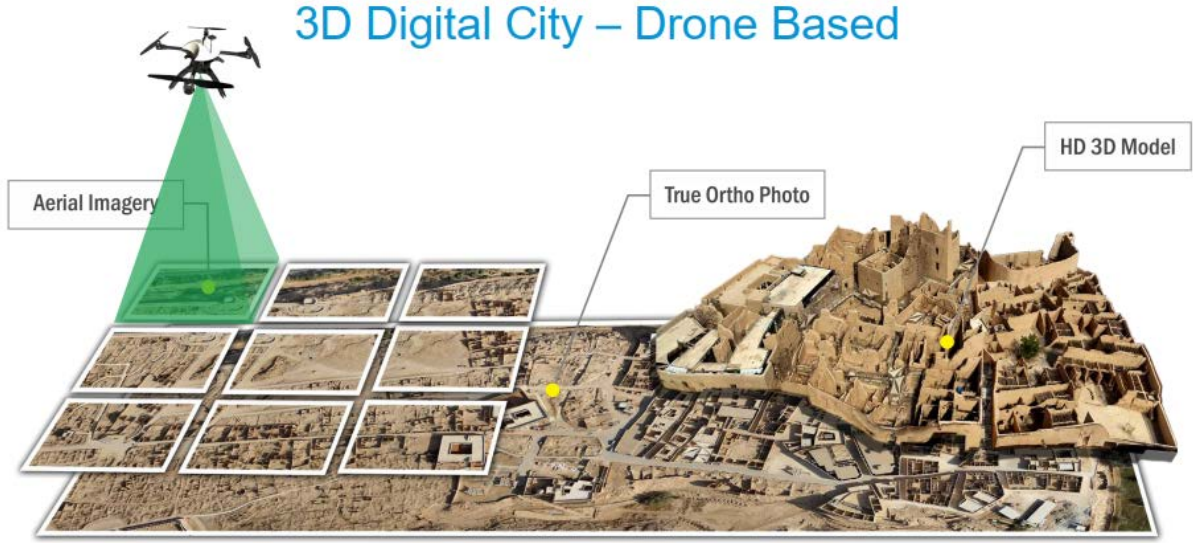 3D Digital City – Drone Based
HD 3D Model
Aerial Imagery
True Ortho Photo